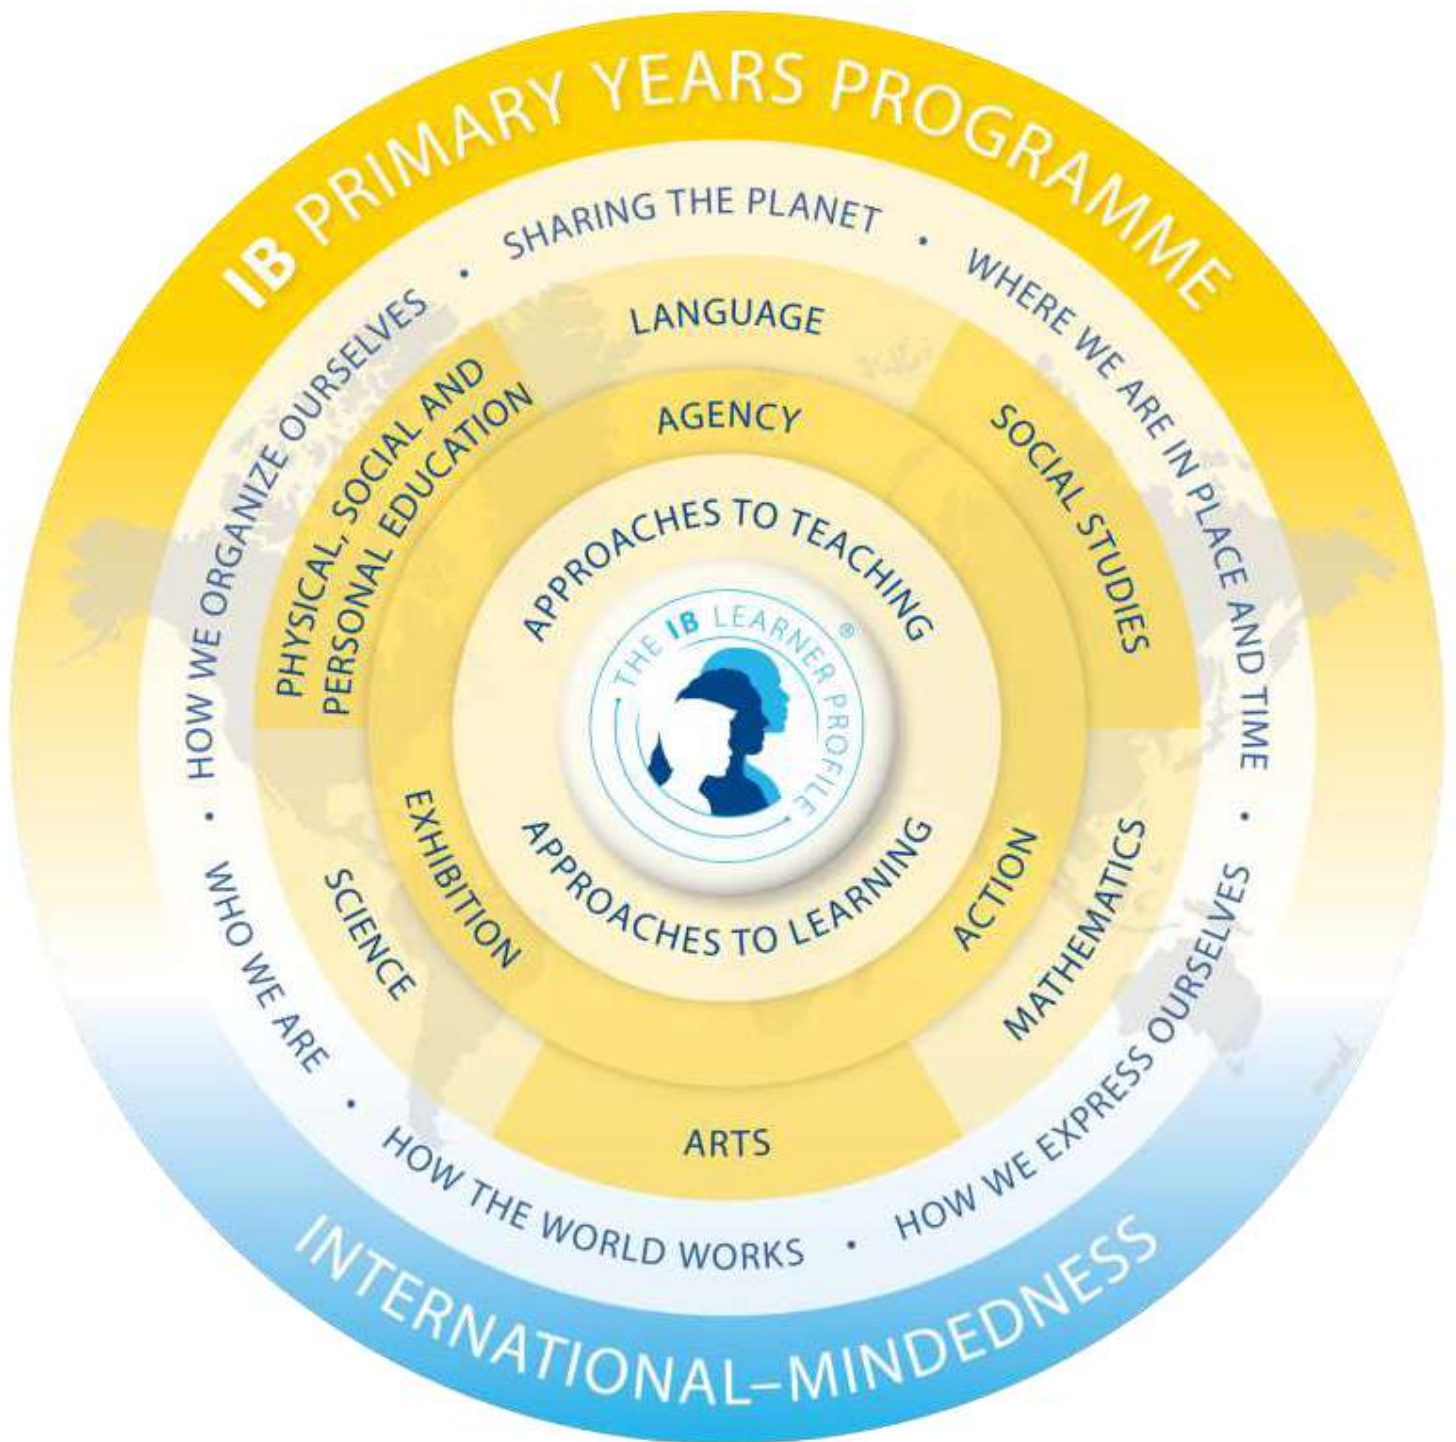 IB PRIMARY YEARS PROGRAMME
SHARING THE PLANET
•
WHERE WE ARE IN PLACE AND TIME
•
HOW WE EXPRESS OURSELVES
•
HOW THE WORLD WORKS
•
WHO WE ARE
•
HOW WE ORGANIZE OURSELVES
•
LANGUAGE
SOCIAL STUDIES
MATHEMATICS
ARTS
SCIENCE
PHYSICAL, SOCIAL AND
PERSONAL EDUCATION
AGENCY
ACTION
EXHIBITION
APPROACHES TO TEACHING
THE IB LEARNER PROFILE®
APPROACHES TO LEARNING
INTERNATIONAL–MINDEDNESS